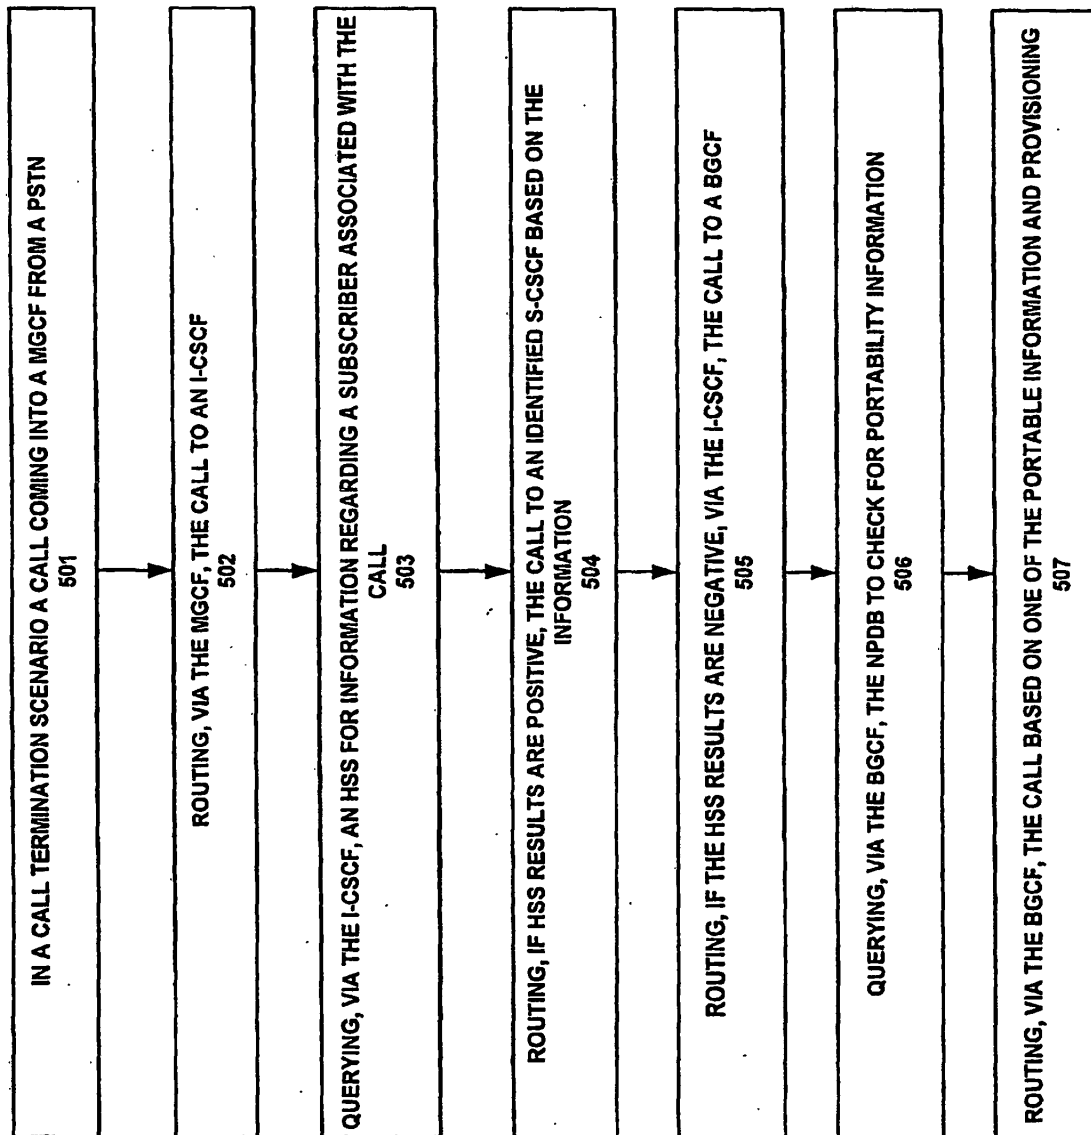 IN A CALL TERMINATION SCENARIO A CALL COMING INTO A MGCF FROM A PSTN
501
ROUTING, VIA THE MGCF, THE CALL TO AN I-CSCF
502
QUERYING, VIA THE I-CSCF, AN HSS FOR INFORMATION REGARDING A SUBSCRIBER ASSOCIATED WITH THE
CALL
503
ROUTING, IF HSS RESULTS ARE POSITIVE, THE CALL TO AN IDENTIFIED S-CSCF BASED ON THE
INFORMATION
504
ROUTING, IF THE HSS RESULTS ARE NEGATIVE, VIA THE I-CSCF, THE CALL TO A BGCF
505
QUERYING, VIA THE BGCF, THE NPDB TO CHECK FOR PORTABILITY INFORMATION
506
ROUTING, VIA THE BGCF, THE CALL BASED ON ONE OF THE PORTABLE INFORMATION AND PROVISIONING
507